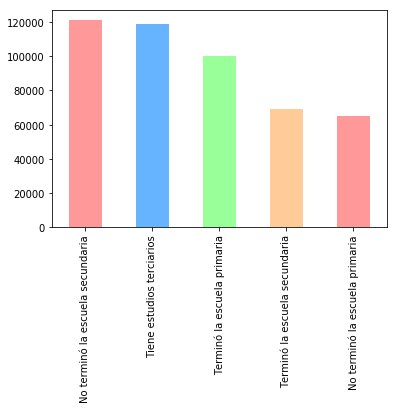 120000
100000
80000
60000
40000
20000
0
No terminó la escuela secundaria
Tiene estudios terciarios
Terminó la escuela primaria
Terminó la escuela secundaria
No terminó la escuela primaria